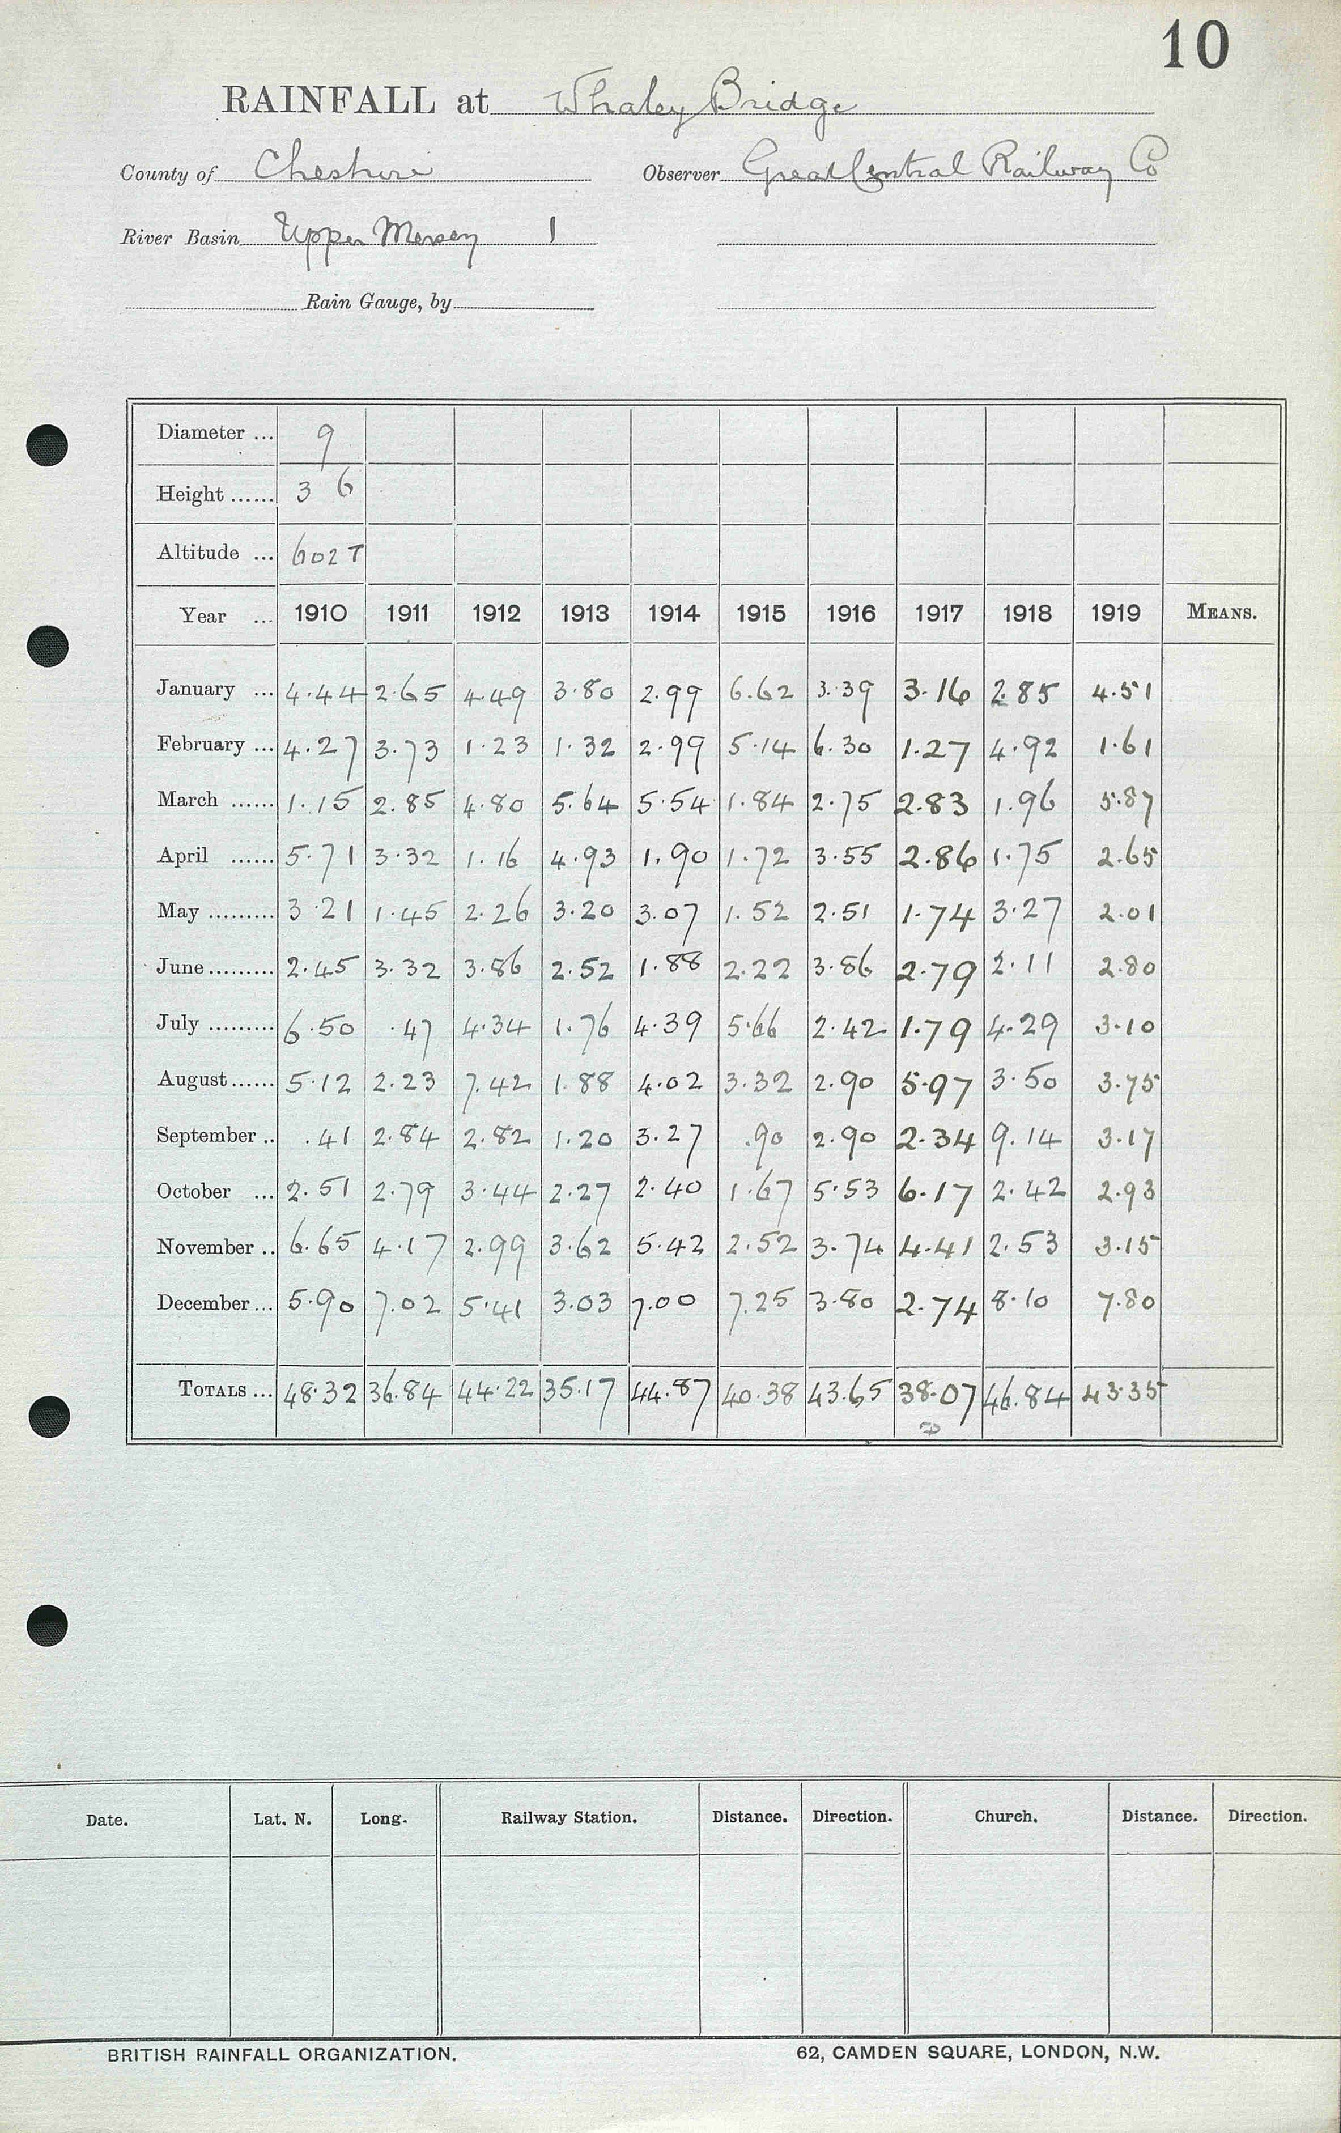 10
RAINFALL at Whaley Bridge
County of Cheshire Observer Great Central Railway Co
River Basin Upper Mersey 1
Rain Gauge, by
Diameter ... 9
Height ...... 3 6
Altitude ... 602 T
Year ... 1910 1911 1912 1913 1914 1915 1916 1917 1918 1919 MEANS.
January ... 4.44 2.65 4.49 3.80 2.99 6.62 3.39 3.16 2.85 4.51
February ... 4.27 3.73 1.23 1.32 2.99 5.14 6.30 1.27 4.92 1.61
March ...... 1.15 2.85 4.80 5.64 5.54 1.84 2.75 2.83 1.96 5.87
April ...... 5.71 3.32 1.16 4.93 1.90 1.72 3.55 2.86 1.75 2.65
May ......... 3.21 1.45 2.26 3.20 3.07 1.52 2.51 1.74 3.27 2.01
June ......... 2.45 3.32 3.86 2.52 1.88 2.22 3.86 2.79 2.11 2.80
July ......... 6.50 .47 4.34 1.76 4.39 5.66 2.42 1.79 4.29 3.10
August ...... 5.12 2.23 7.42 1.88 4.02 3.32 2.90 5.97 3.50 3.75
September .. .41 2.84 2.82 1.20 3.27 .90 2.90 2.34 9.14 3.17
October ... 2.51 2.79 3.44 2.27 2.40 1.67 5.53 6.17 2.42 2.93
November .. 6.65 4.17 2.99 3.62 5.42 2.52 3.74 4.41 2.53 3.15
December ... 5.90 7.02 5.41 3.03 7.00 7.25 3.80 2.74 8.10 7.80
TOTALS ... 48.32 36.84 44.22 35.17 44.87 40.38 43.65 38.07 46.84 43.35
Date. Lat. N. Long. Railway Station. Distance. Direction. Church. Distance. Direction.
BRITISH RAINFALL ORGANIZATION. 62, CAMDEN SQUARE, LONDON, N.W.